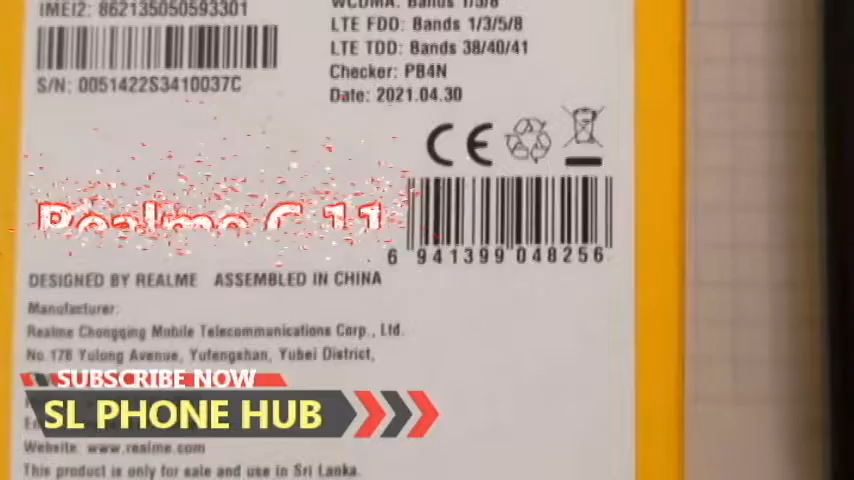 IMEI2: 862135050593301
S/N: 0051422S3410037C
WCDMA: Bands 1/5/8
LTE FDD: Bands 1/3/5/8
LTE TDD: Bands 38/40/41
Checker: PB4N
Date: 2021.04.30
Realme C 11
6 941399 048256
DESIGNED BY REALME ASSEMBLED IN CHINA
Manufacturer:
Realme Chongqing Mobile Telecommunications Corp., Ltd.
No.178 Yulong Avenue, Yufengshan, Yubei District,
SUBSCRIBE NOW
SL PHONE HUB
Website: www.realme.com
This product is only for sale and use in Sri Lanka.